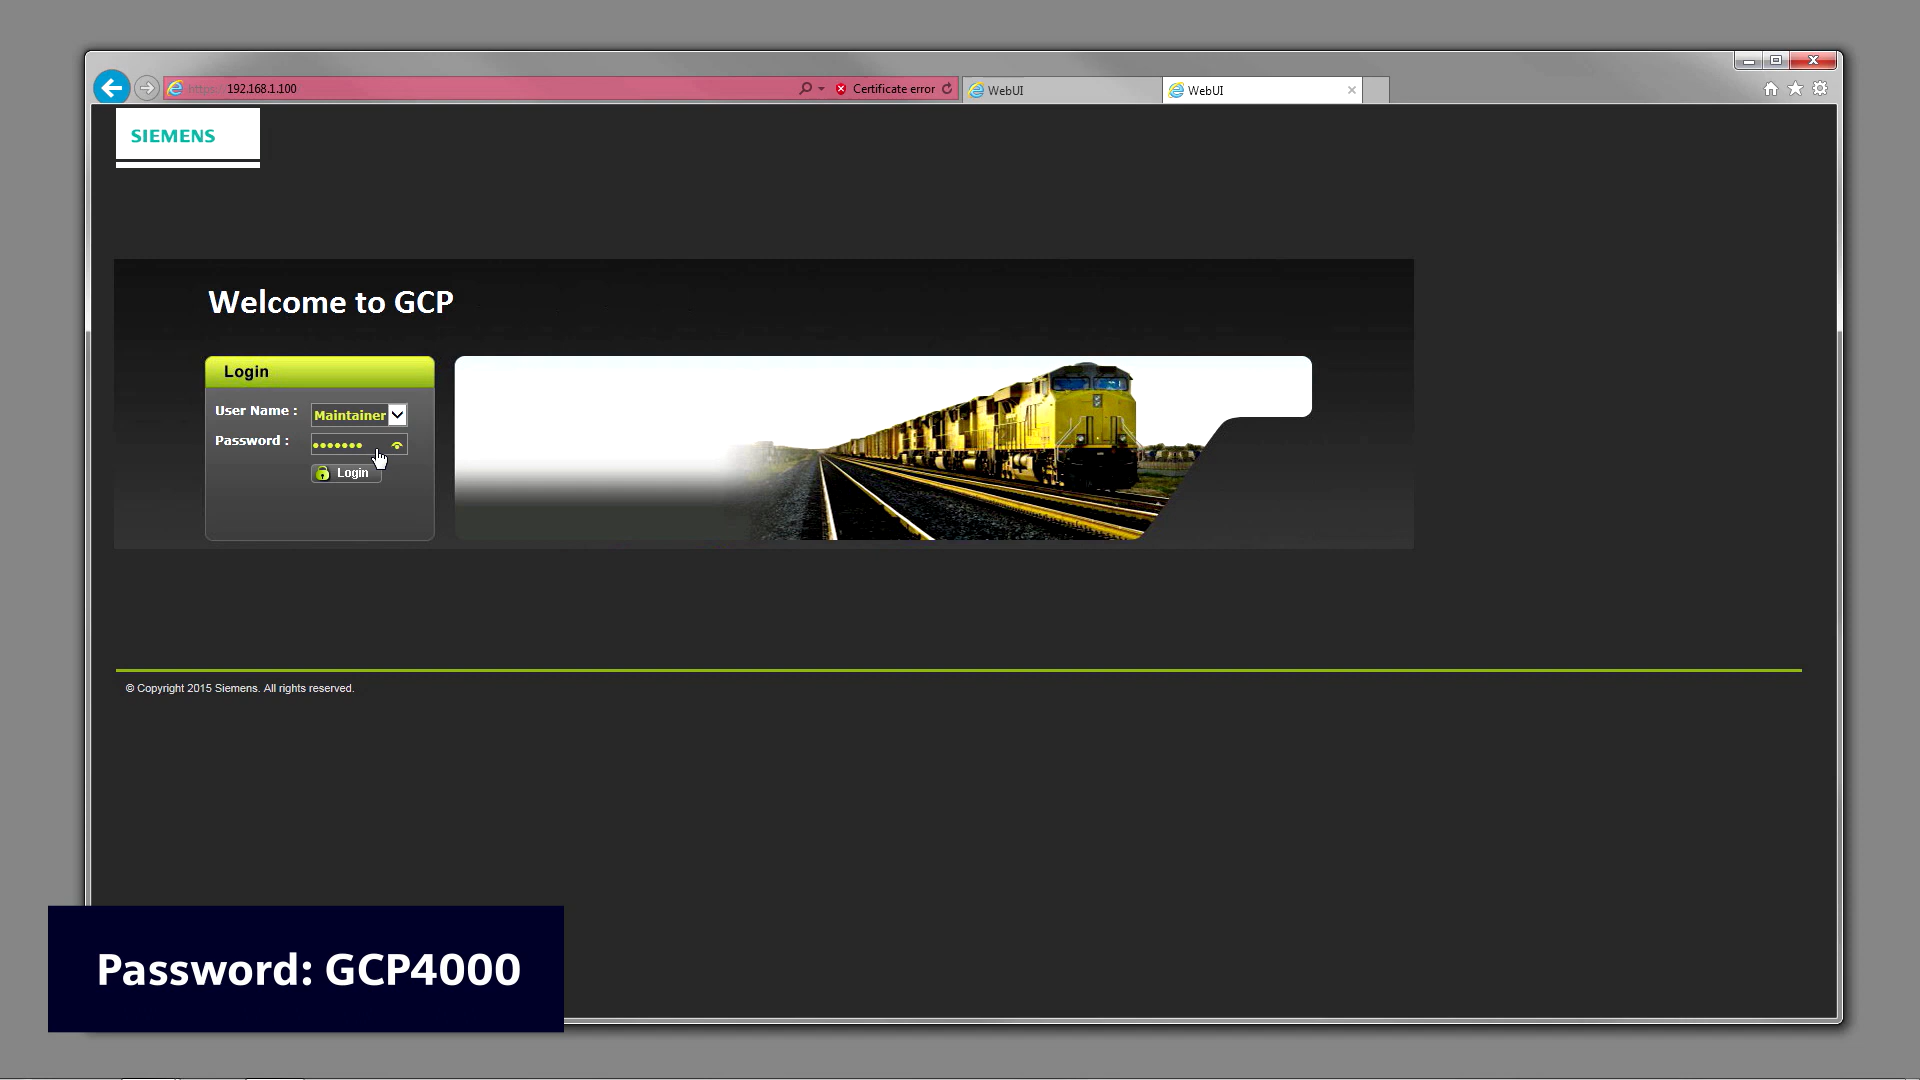 https://192.168.1.100
Certificate error
WebUI
WebUI
SIEMENS
Welcome to GCP
Login
User Name :
Maintainer
Password :
Login
© Copyright 2015 Siemens. All rights reserved.
Password: GCP4000